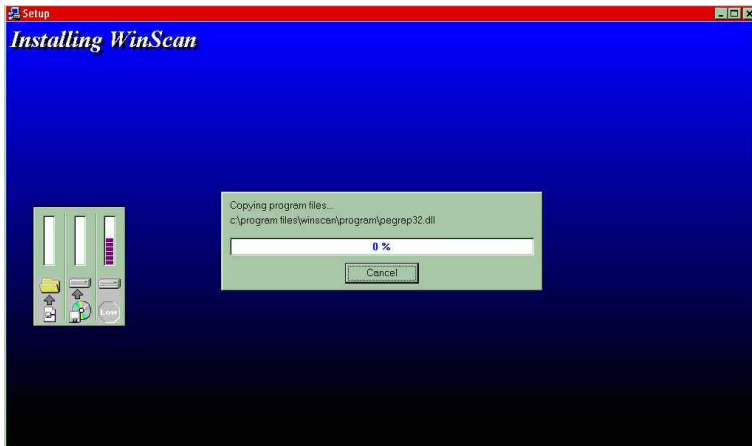 Setup
Installing WinScan
Copying program files...
c:\program files\winscan\program\pegrap32.dll
0 %
Cancel
Low